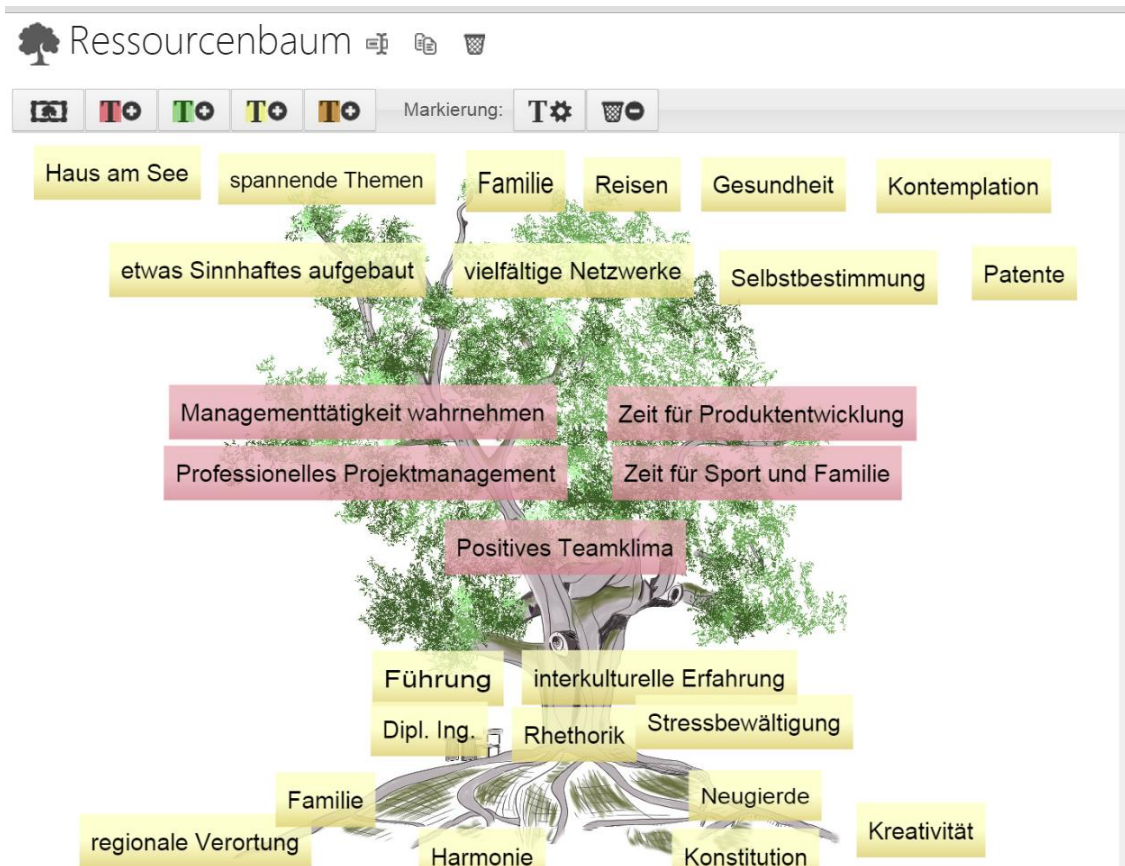 Ressourcenbaum
T T T T Markierung: T
Haus am See
spannende Themen
Familie
Reisen
Gesundheit
Kontemplation
etwas Sinnhaftes aufgebaut
vielfältige Netzwerke
Selbstbestimmung
Patente
Managementtätigkeit wahrnehmen
Zeit für Produktentwicklung
Professionelles Projektmanagement
Zeit für Sport und Familie
Positives Teamklima
Führung
interkulturelle Erfahrung
Dipl. Ing.
Rhethorik
Stressbewältigung
Familie
Neugierde
regionale Verortung
Harmonie
Konstitution
Kreativität